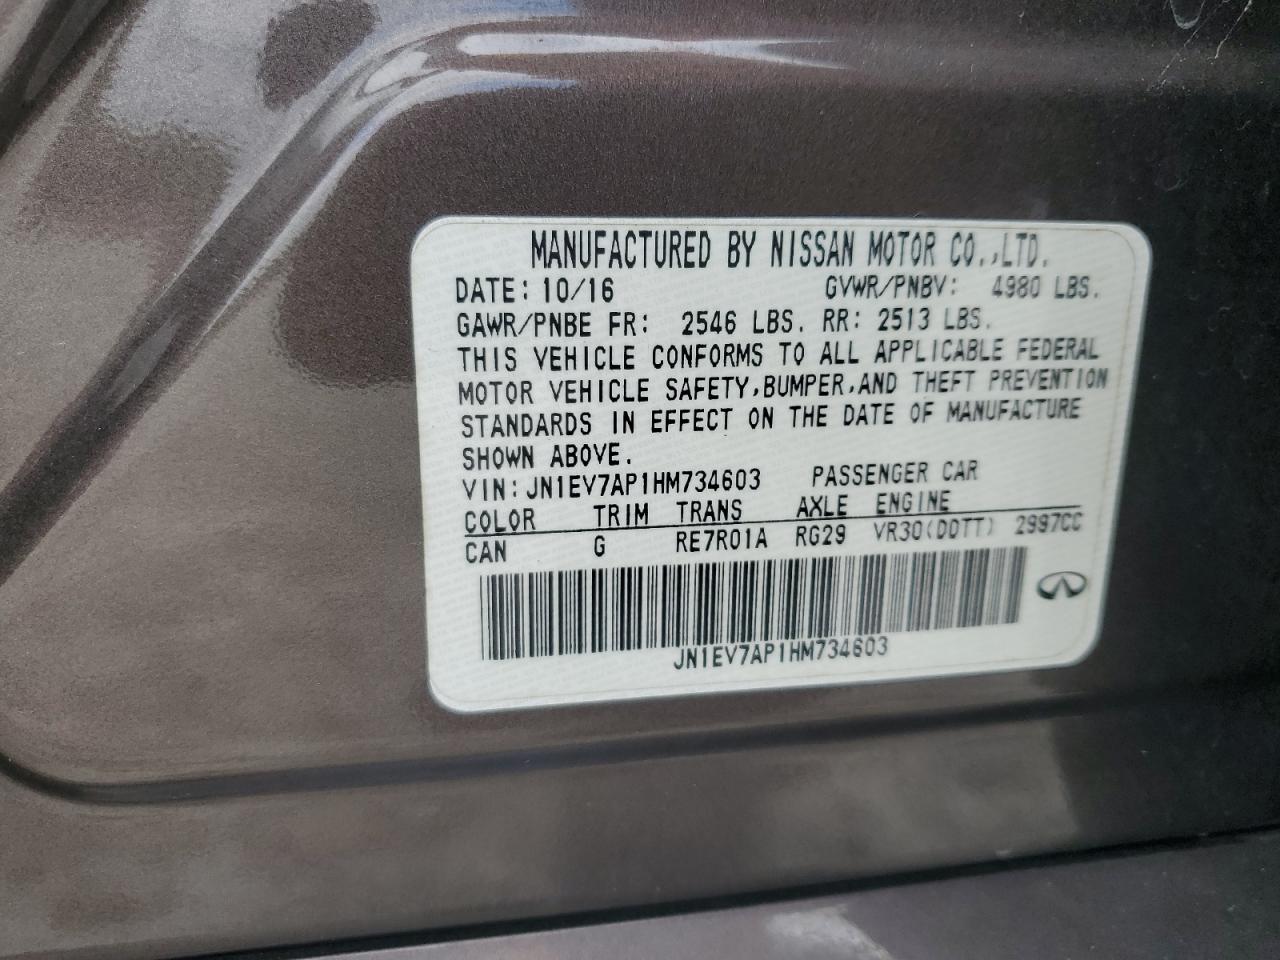 MANUFACTURED BY NISSAN MOTOR CO.,LTD.
DATE: 10/16 GVWR/PNBV: 4980 LBS.
GAWR/PNBE FR: 2546 LBS. RR: 2513 LBS.
THIS VEHICLE CONFORMS TO ALL APPLICABLE FEDERAL
MOTOR VEHICLE SAFETY,BUMPER,AND THEFT PREVENTION
STANDARDS IN EFFECT ON THE DATE OF MANUFACTURE
SHOWN ABOVE.
VIN: JN1EV7AP1HM734603 PASSENGER CAR
COLOR TRIM TRANS AXLE ENGINE
CAN G RE7R01A RG29 VR30(DDTT) 2997CC
JN1EV7AP1HM734603